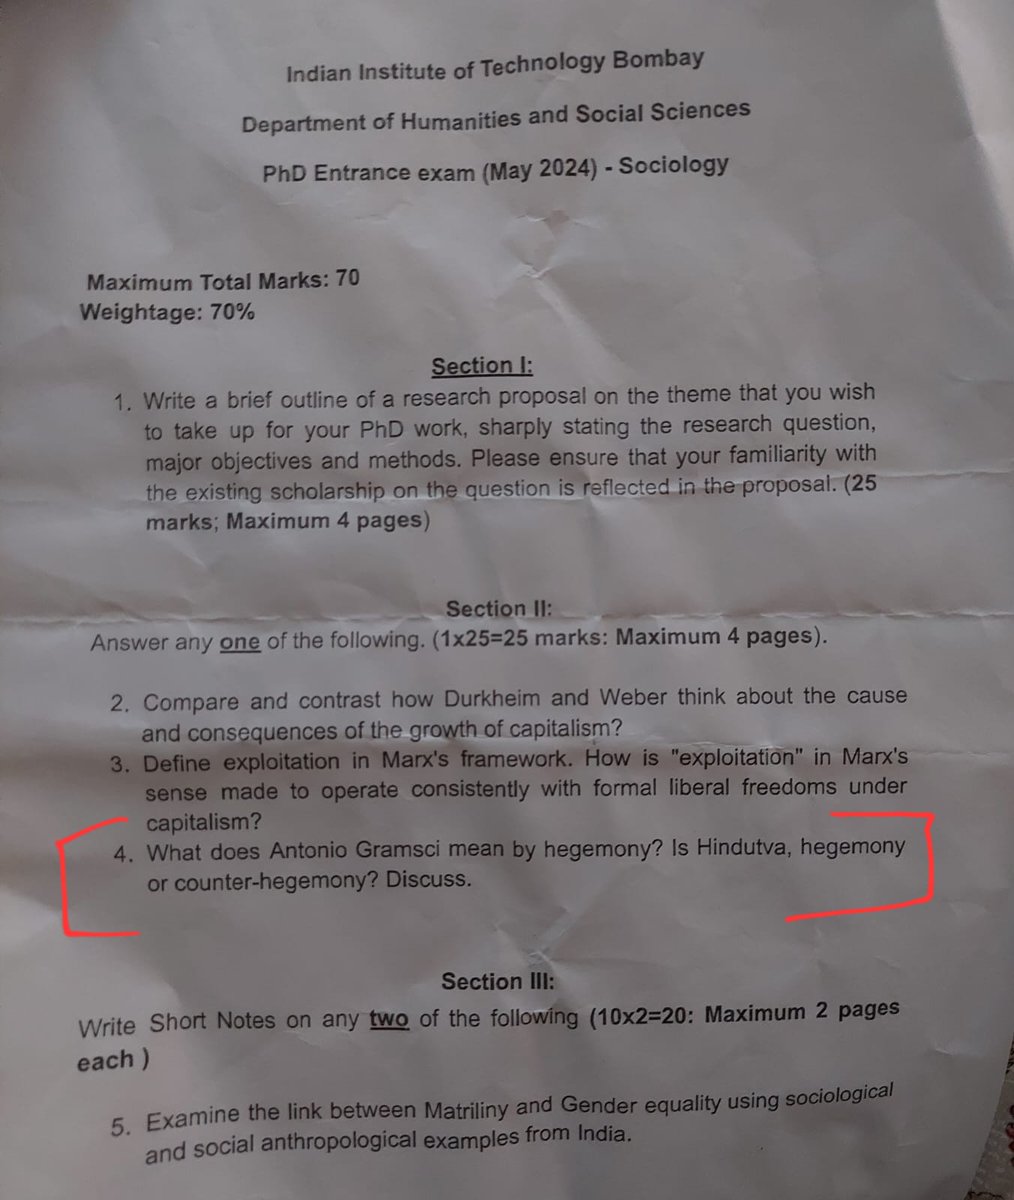 Indian Institute of Technology Bombay
Department of Humanities and Social Sciences
PhD Entrance exam (May 2024) - Sociology
Maximum Total Marks: 70
Weightage: 70%
Section I:
1. Write a brief outline of a research proposal on the theme that you wish
to take up for your PhD work, sharply stating the research question,
major objectives and methods. Please ensure that your familiarity with
the existing scholarship on the question is reflected in the proposal. (25
marks; Maximum 4 pages)
Section II:
Answer any one of the following. (1x25=25 marks: Maximum 4 pages).
2. Compare and contrast how Durkheim and Weber think about the cause
and consequences of the growth of capitalism?
3. Define exploitation in Marx's framework. How is "exploitation" in Marx's
sense made to operate consistently with formal liberal freedoms under
capitalism?
4. What does Antonio Gramsci mean by hegemony? Is Hindutva, hegemony
or counter-hegemony? Discuss.
Section III:
Write Short Notes on any two of the following (10x2=20: Maximum 2 pages
each )
5. Examine the link between Matriliny and Gender equality using sociological
and social anthropological examples from India.